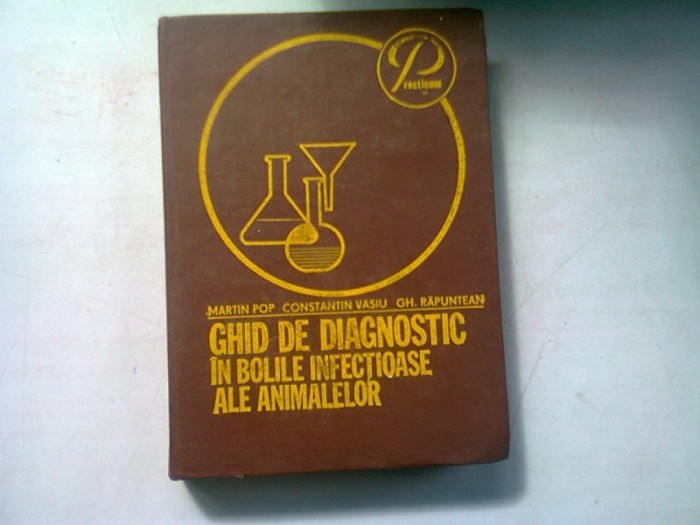 Practicum
MARTIN POP CONSTANTIN VASIU GH. RĂPUNTEAN
GHID DE DIAGNOSTIC
ÎN BOLILE INFECȚIOASE
ALE ANIMALELOR